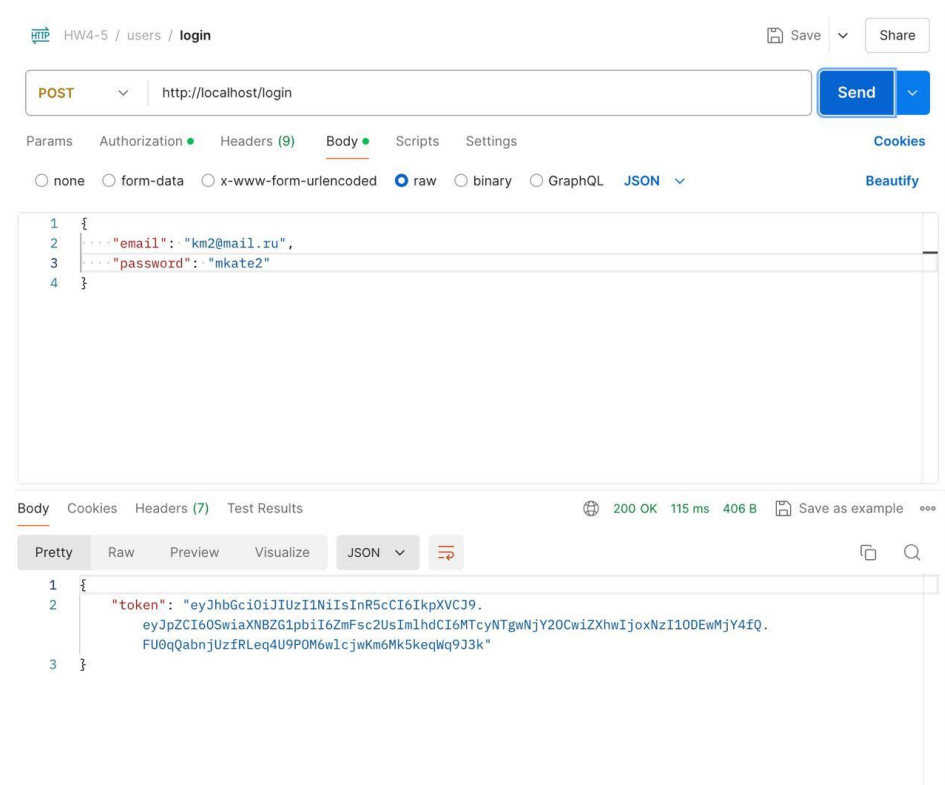 HTTP HW4-5 / users / login Save Share
POST http://localhost/login Send
Params Authorization Headers (9) Body Scripts Settings Cookies
none form-data x-www-form-urlencoded raw binary GraphQL JSON Beautify
1 {
2 "email": "km2@mail.ru",
3 "password": "mkate2"
4 }
Body Cookies Headers (7) Test Results 200 OK 115 ms 406 B Save as example
Pretty Raw Preview Visualize JSON
1 {
2 "token": "eyJhbGciOiJIUzI1NiIsInR5cCI6IkpXVCJ9.
eyJpZCI6OSwiaXNBZG1pbiI6ZmFsc2UsImlhdCI6MTcyNTgwNjY2OCwiZXhwIjoxNzI1ODEwMjY4fQ.
FU0qQabnjUzfRLeq4U9POM6wlcjwKm6Mk5keqWq9J3k"
3 }